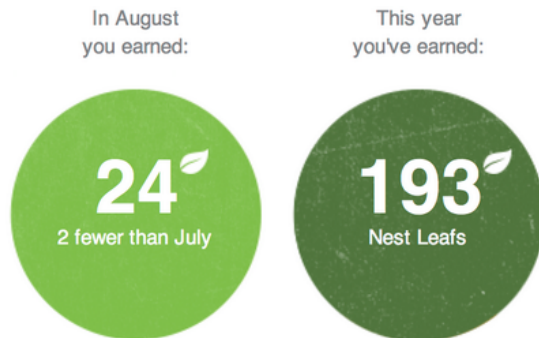 In August
you earned:
24
2 fewer than July
This year
you've earned:
193
Nest Leafs